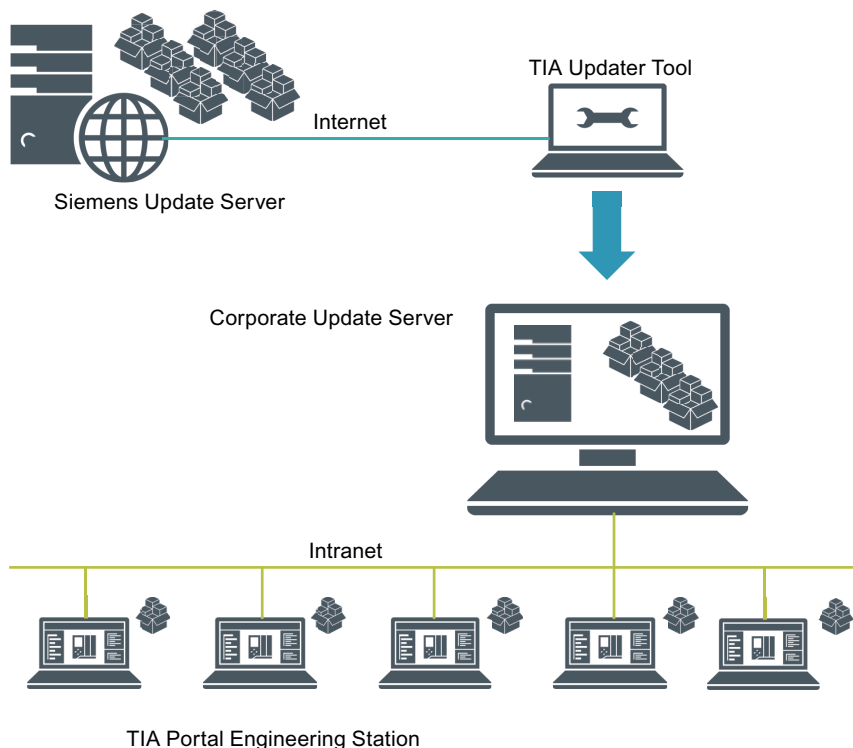 TIA Updater Tool
Internet
Siemens Update Server
Corporate Update Server
Intranet
TIA Portal Engineering Station